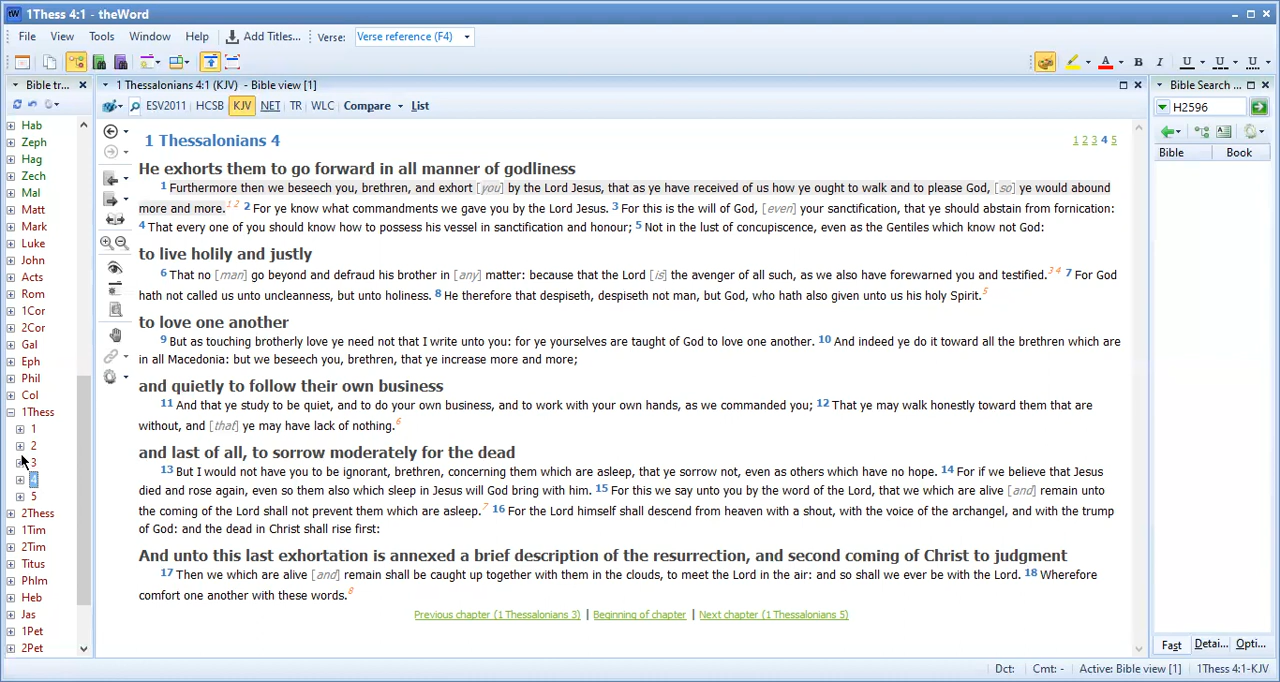 1Thess 4:1 - theWord
File View Tools Window Help Add Titles... Verse: Verse reference (F4)
B I U U U
Bible tr...
1 Thessalonians 4:1 (KJV) - Bible view [1]
Bible Search ...
ESV2011 HCSB KJV NET TR WLC Compare List
H2596
Bible Book
Hab
Zeph
Hag
Zech
Mal
Matt
Mark
Luke
John
Acts
Rom
1Cor
2Cor
Gal
Eph
Phil
Col
1Thess
1
2
3
4
5
2Thess
1Tim
2Tim
Titus
Phlm
Heb
Jas
1Pet
2Pet
1 Thessalonians 4
1 2 3 4 5
He exhorts them to go forward in all manner of godliness
1 Furthermore then we beseech you, brethren, and exhort [you] by the Lord Jesus, that as ye have received of us how ye ought to walk and to please God, [so] ye would abound
more and more. 1 2 2 For ye know what commandments we gave you by the Lord Jesus. 3 For this is the will of God, [even] your sanctification, that ye should abstain from fornication:
4 That every one of you should know how to possess his vessel in sanctification and honour; 5 Not in the lust of concupiscence, even as the Gentiles which know not God:
to live holily and justly
6 That no [man] go beyond and defraud his brother in [any] matter: because that the Lord [is] the avenger of all such, as we also have forewarned you and testified. 3 4 7 For God
hath not called us unto uncleanness, but unto holiness. 8 He therefore that despiseth, despiseth not man, but God, who hath also given unto us his holy Spirit. 5
to love one another
9 But as touching brotherly love ye need not that I write unto you: for ye yourselves are taught of God to love one another. 10 And indeed ye do it toward all the brethren which are
in all Macedonia: but we beseech you, brethren, that ye increase more and more;
and quietly to follow their own business
11 And that ye study to be quiet, and to do your own business, and to work with your own hands, as we commanded you; 12 That ye may walk honestly toward them that are
without, and [that] ye may have lack of nothing. 6
and last of all, to sorrow moderately for the dead
13 But I would not have you to be ignorant, brethren, concerning them which are asleep, that ye sorrow not, even as others which have no hope. 14 For if we believe that Jesus
died and rose again, even so them also which sleep in Jesus will God bring with him. 15 For this we say unto you by the word of the Lord, that we which are alive [and] remain unto
the coming of the Lord shall not prevent them which are asleep. 7 16 For the Lord himself shall descend from heaven with a shout, with the voice of the archangel, and with the trump
of God: and the dead in Christ shall rise first:
And unto this last exhortation is annexed a brief description of the resurrection, and second coming of Christ to judgment
17 Then we which are alive [and] remain shall be caught up together with them in the clouds, to meet the Lord in the air: and so shall we ever be with the Lord. 18 Wherefore
comfort one another with these words. 8
Previous chapter (1 Thessalonians 3) | Beginning of chapter | Next chapter (1 Thessalonians 5)
Fast Detai... Opti...
Dct: Cmt: - Active: Bible view [1] 1Thess 4:1-KJV